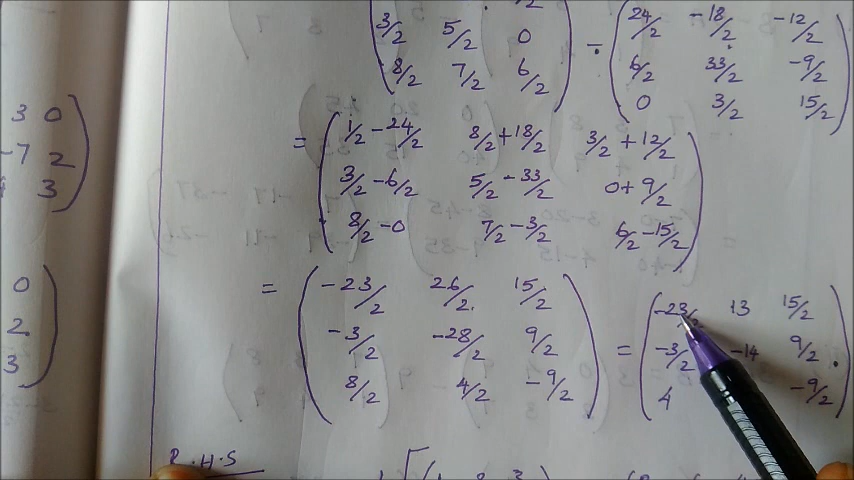 3/2 5/2 0 - 24/2 -18/2 -12/2
8/2 7/2 6/2 6/2 33/2 -9/2
0 3/2 15/2
3 0
-7 2
3
= 1/2-24/2 8/2+18/2 3/2+12/2
3/2-6/2 5/2-33/2 0+9/2
8/2-0 7/2-3/2 6/2-15/2
0
2
3
= -23/2 26/2 15/2
-3/2 -28/2 9/2
8/2 4/2 -9/2
= -23/2 13 15/2
-3/2 -14 9/2
4 -9/2
R.H.S